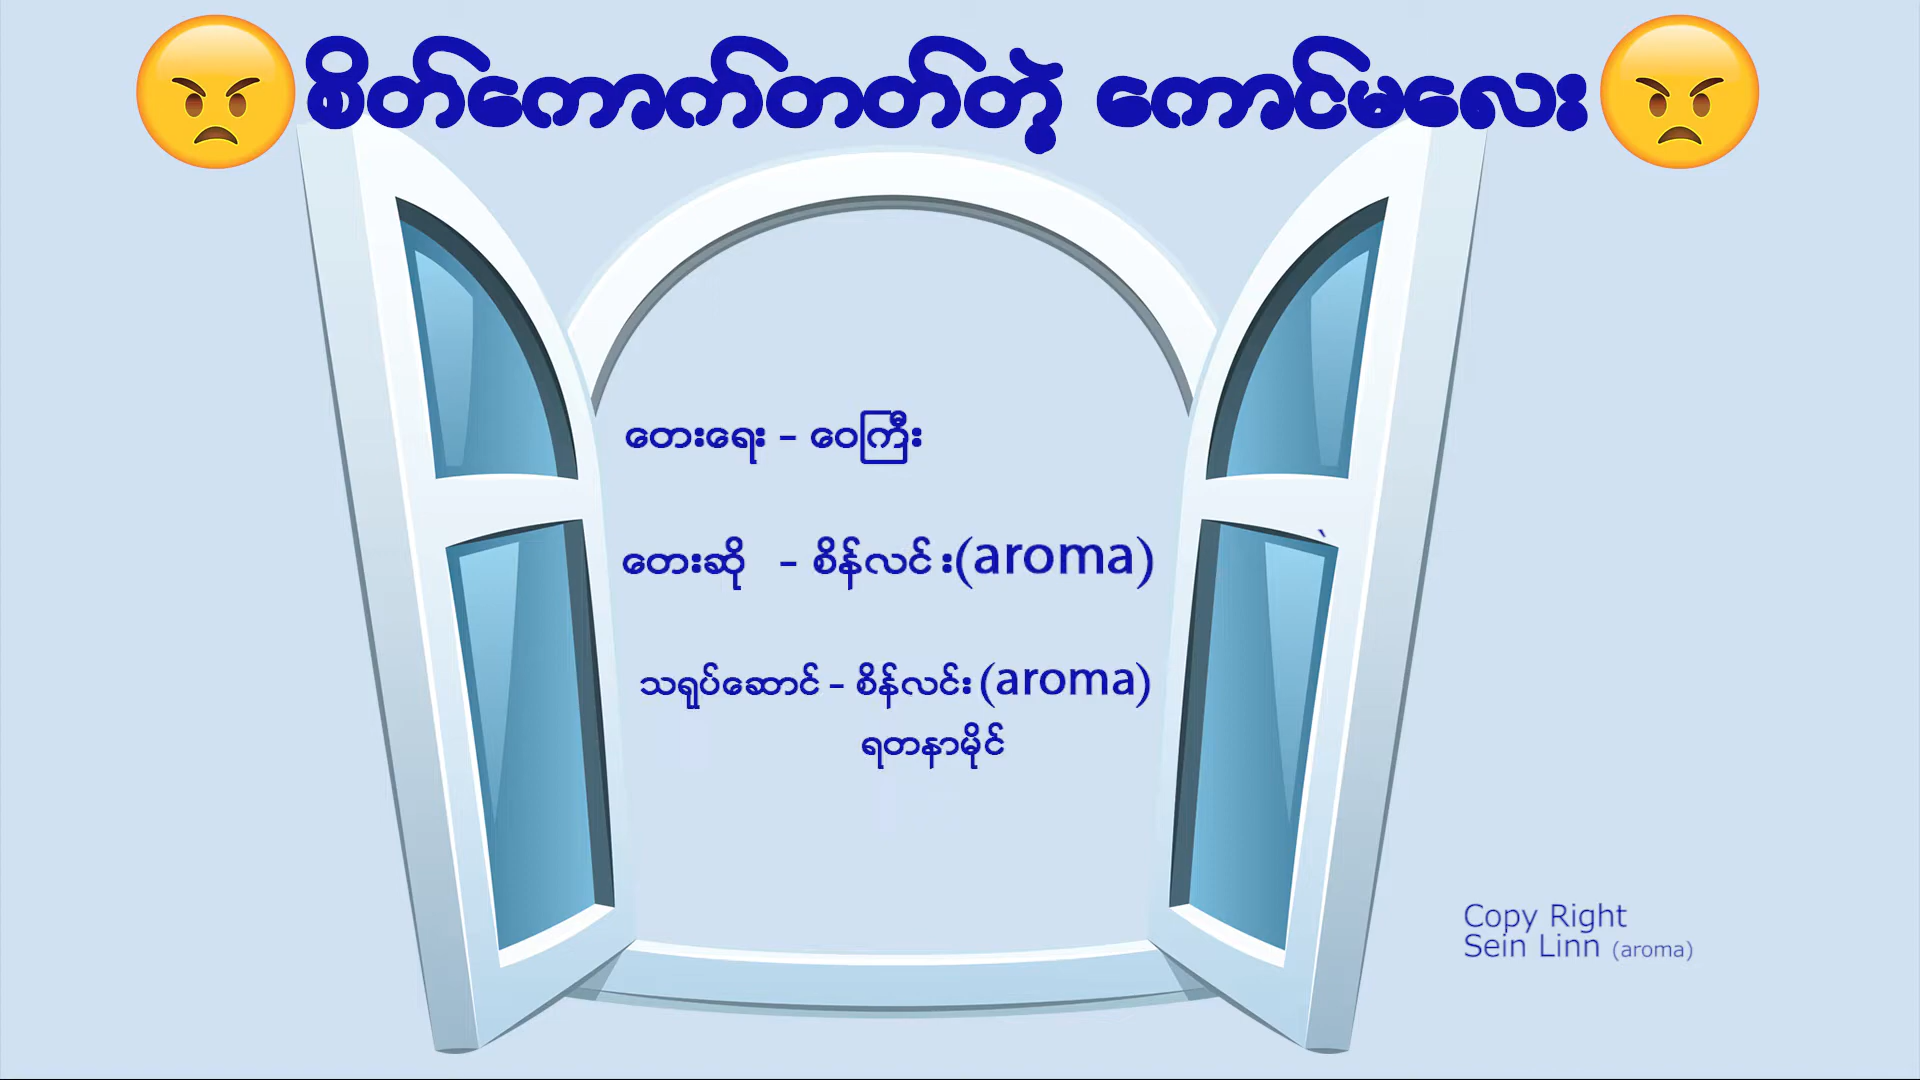 စိတ်ကောက်တတ်တဲ့ ကောင်မလေး
တေးရေး - ဝေကြီး
တေးဆို - စိန်လင်း(aroma)
သရုပ်ဆောင် - စိန်လင်း (aroma)
ရတနာမိုင်
Copy Right
Sein Linn (aroma)